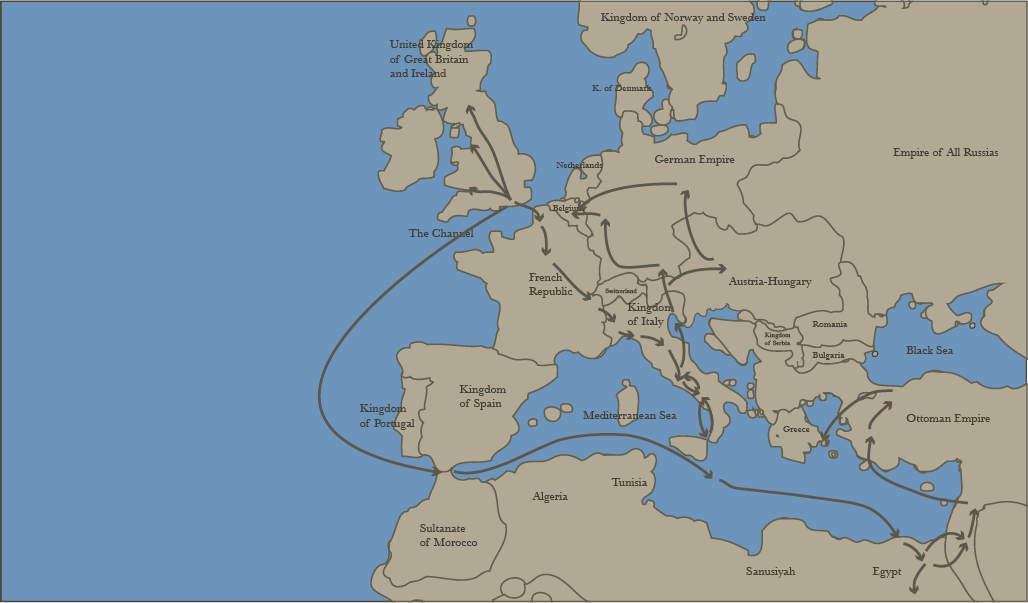 Kingdom of Norway and Sweden
United Kingdom
of Great Britain
and Ireland
K. of Denmark
Empire of All Russias
German Empire
Netherlands
Belgium
The Channel
French
Republic
Switzerland
Austria-Hungary
Kingdom
of Italy
Romania
Kingdom
of Serbia
Bulgaria
Black Sea
Kingdom
of Spain
Kingdom
of Portugal
Mediterranean Sea
Greece
Ottoman Empire
Tunisia
Algeria
Sultanate
of Morocco
Sanusiyah
Egypt